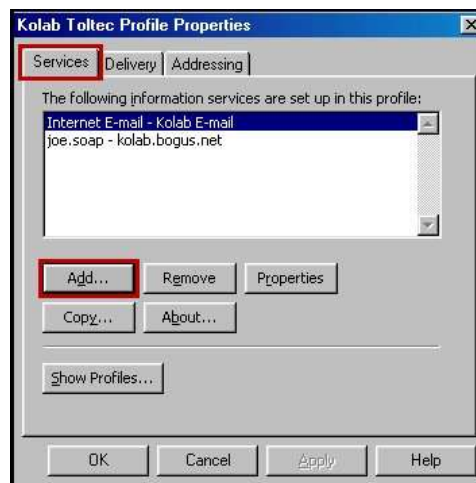 Kolab Toltec Profile Properties
Services Delivery Addressing
The following information services are set up in this profile:
Internet E-mail - Kolab E-mail
joe.soap - kolab.bogus.net
Add... Remove Properties
Copy... About...
Show Profiles...
OK Cancel Apply Help